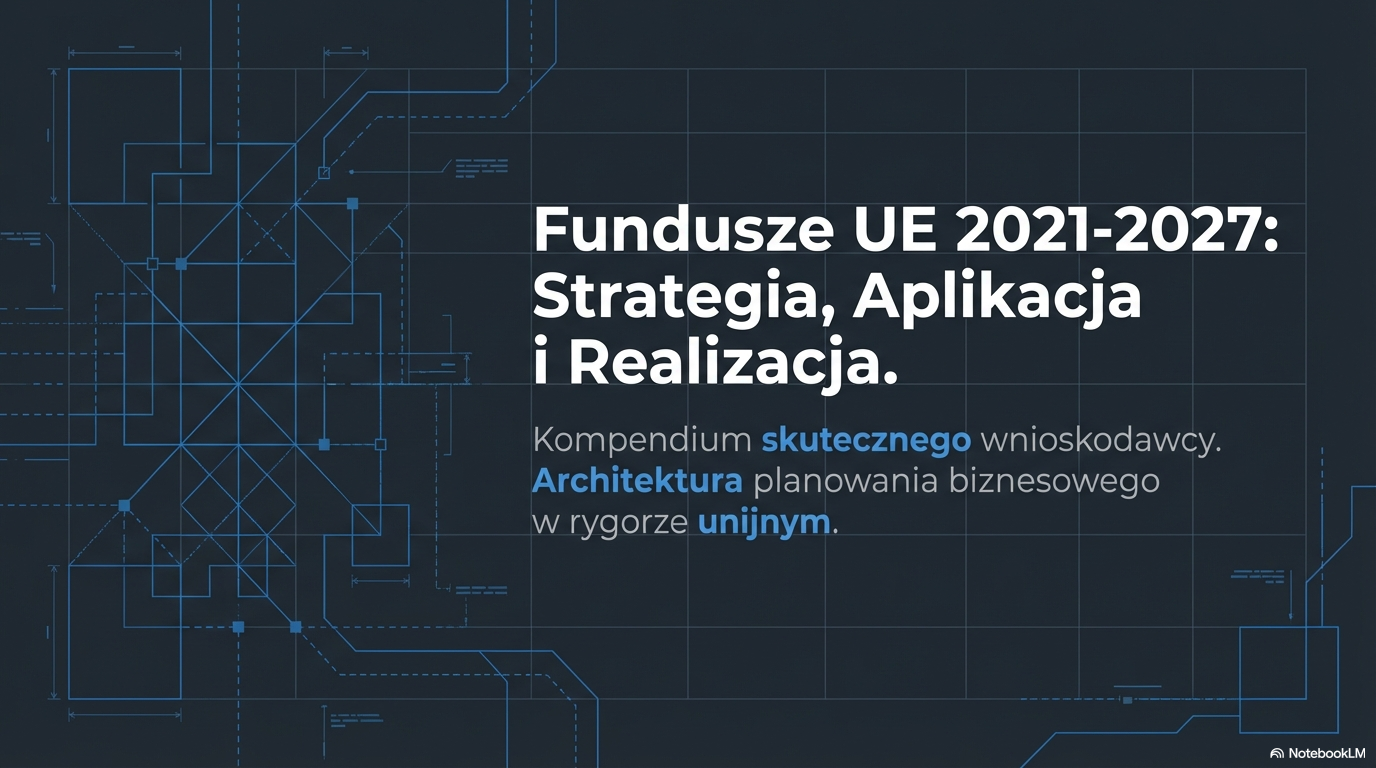 Fundusze UE 2021-2027:
Strategia, Aplikacja
i Realizacja.
Kompendium skutecznego wnioskodawcy.
Architektura planowania biznesowego
w rygorze unijnym.
NotebookLM